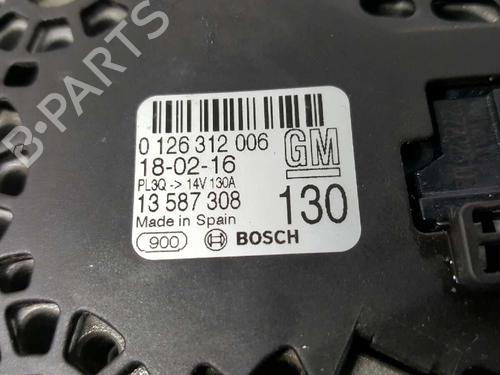 0 126 312 006
GM
18-02-16
PL3Q -> 14V 130A
13 587 308
130
Made in Spain
900
BOSCH